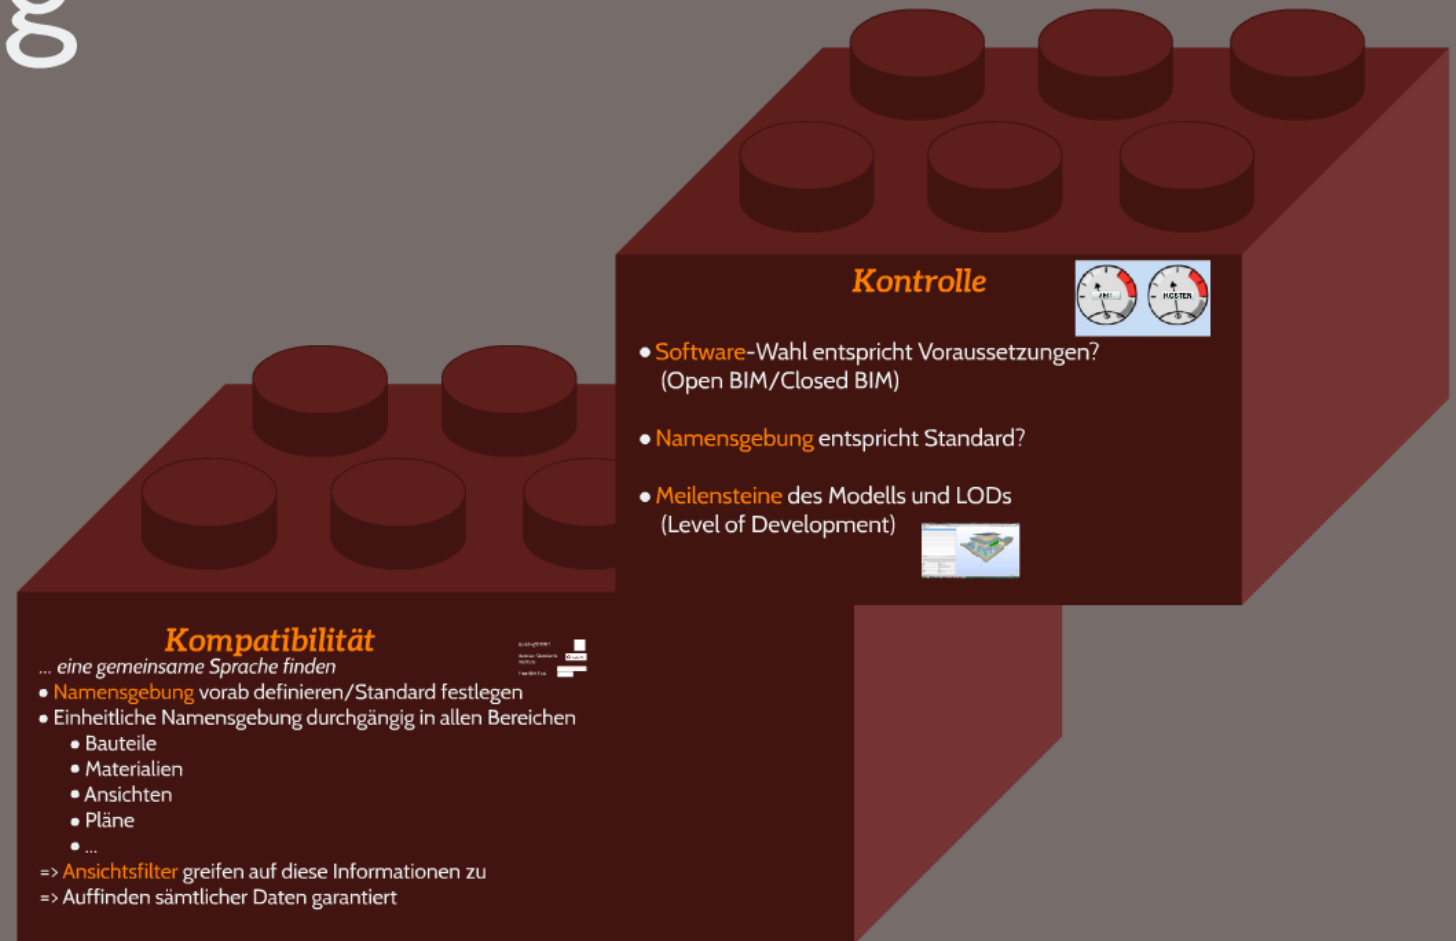 g
Kontrolle
KOSTEN
● Software-Wahl entspricht Voraussetzungen?
(Open BIM/Closed BIM)
● Namensgebung entspricht Standard?
● Meilensteine des Modells und LODs
(Level of Development)
Kompatibilität
... eine gemeinsame Sprache finden
● Namensgebung vorab definieren/Standard festlegen
● Einheitliche Namensgebung durchgängig in allen Bereichen
● Bauteile
● Materialien
● Ansichten
● Pläne
● ...
=> Ansichtsfilter greifen auf diese Informationen zu
=> Auffinden sämtlicher Daten garantiert